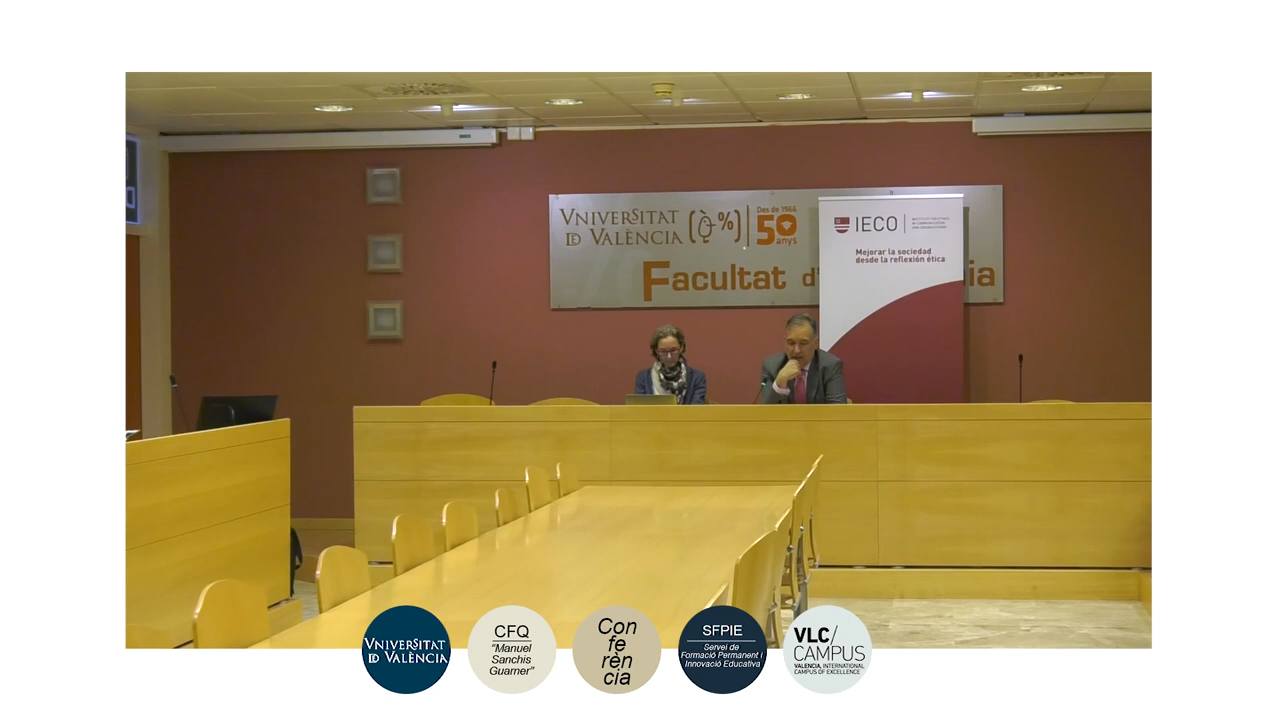 VNIVERSITAT
DE VALÈNCIA
Des de 1966
50
anys
Facultat d'
ia
IECO
Mejorar la sociedad
desde la reflexión ética
VNIVERSITAT
DE VALÈNCIA
CFQ
"Manuel
Sanchis
Guarner"
Con
fe
rèn
cia
SFPIE
Servei de
Formació Permanent i
Innovació Educativa
VLC/
CAMPUS
VALENCIA, INTERNATIONAL
CAMPUS OF EXCELLENCE